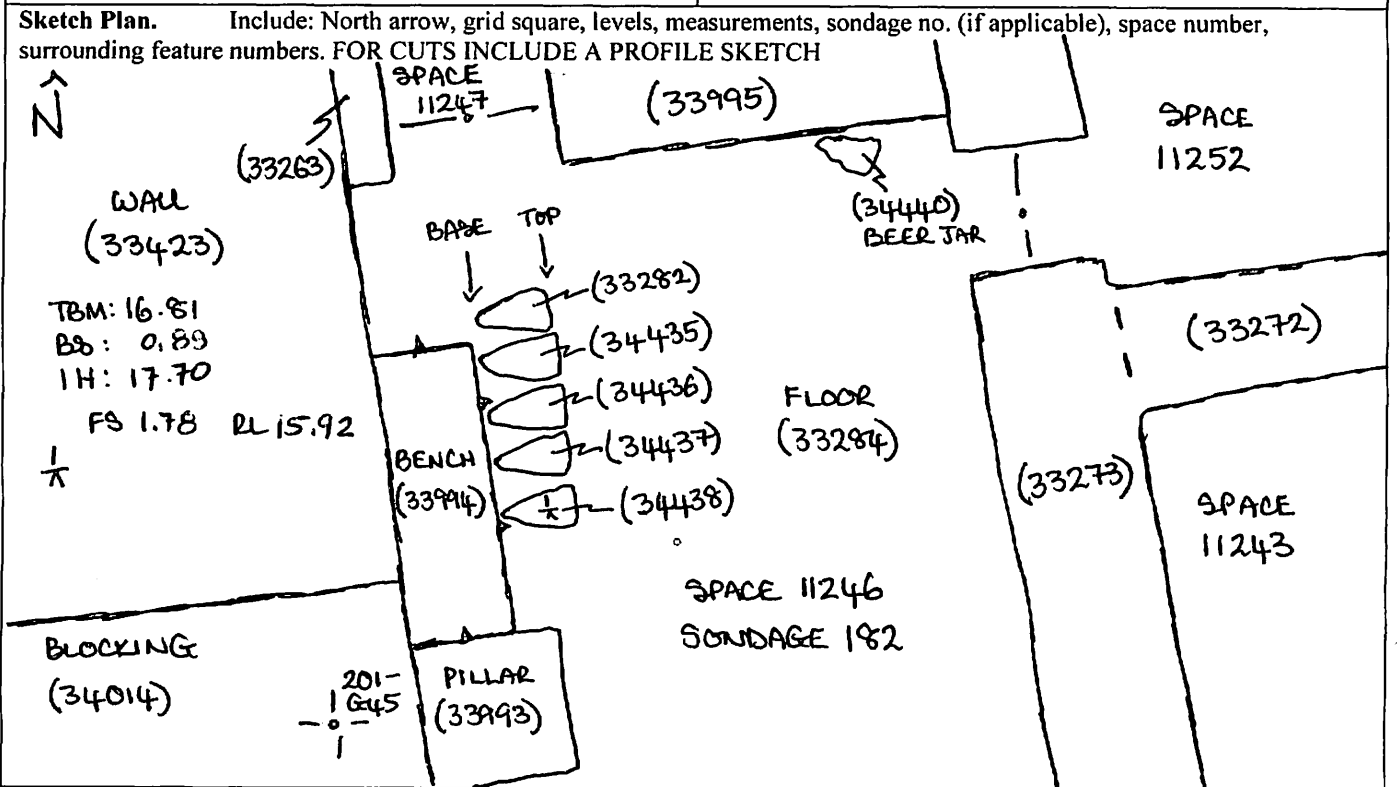 Sketch Plan. Include: North arrow, grid square, levels, measurements, sondage no. (if applicable), space number,
surrounding feature numbers. FOR CUTS INCLUDE A PROFILE SKETCH
N
SPACE
11247
(33995)
SPACE
11252
(33263)
WALL
(33423)
(34440)
BEER JAR
BASE
TOP
(33282)
TBM: 16.81
BS: 0.89
IH: 17.70
FS 1.78 RL 15.92
(34435)
(34436)
(34437)
(34438)
FLOOR
(33284)
(33272)
BENCH
(33994)
(33273)
SPACE
11243
SPACE 11246
SONDAGE 182
BLOCKING
(34014)
201-
G45
PILLAR
(33993)